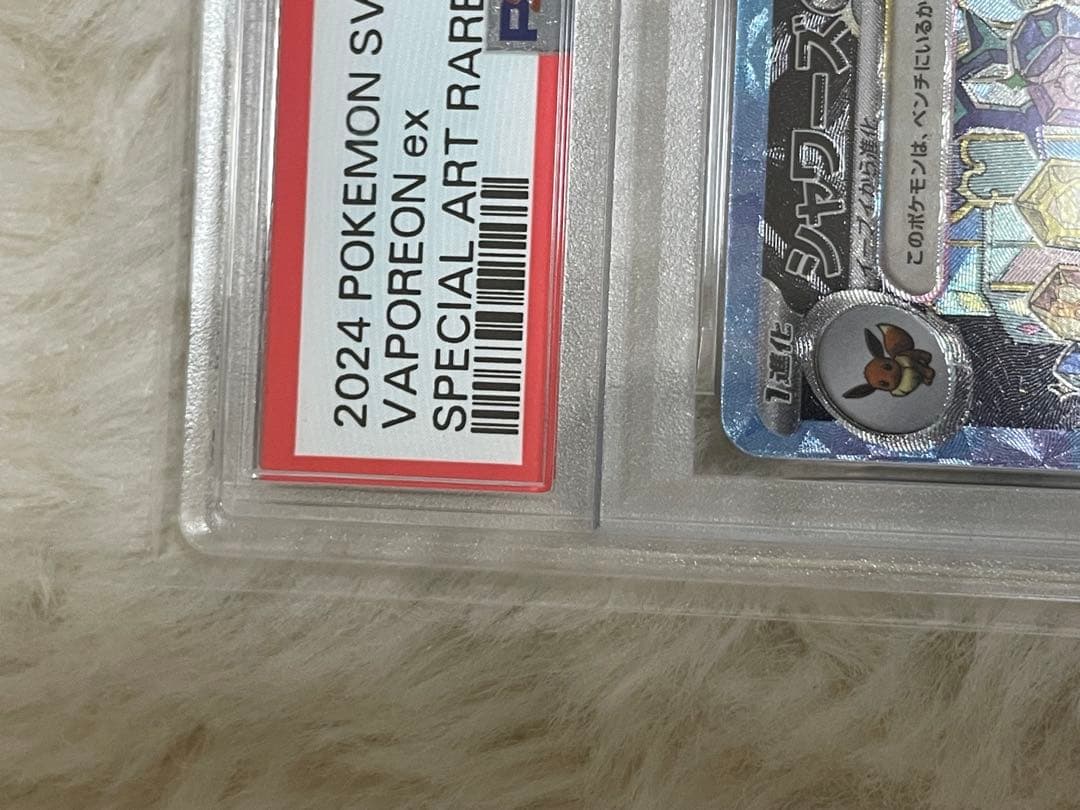 2024 POKEMON SV
VAPOREON ex
SPECIAL ART RARE
1進化
シャワーズ
イーブイから進化
このポケモンは、ベンチにいるか